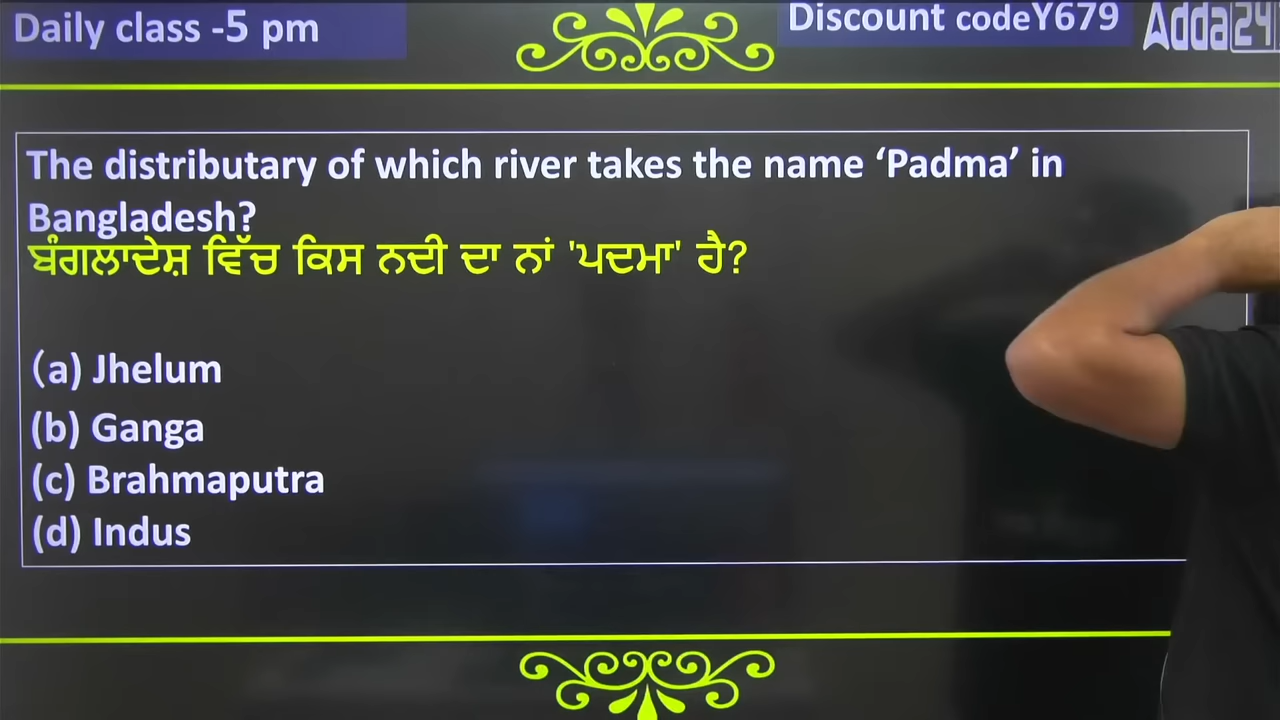 Daily class -5 pm
Discount codeY679
Adda24
The distributary of which river takes the name ‘Padma’ in
Bangladesh?
ਬੰਗਲਾਦੇਸ਼ ਵਿੱਚ ਕਿਸ ਨਦੀ ਦਾ ਨਾਂ 'ਪਦਮਾ' ਹੈ?
(a) Jhelum
(b) Ganga
(c) Brahmaputra
(d) Indus